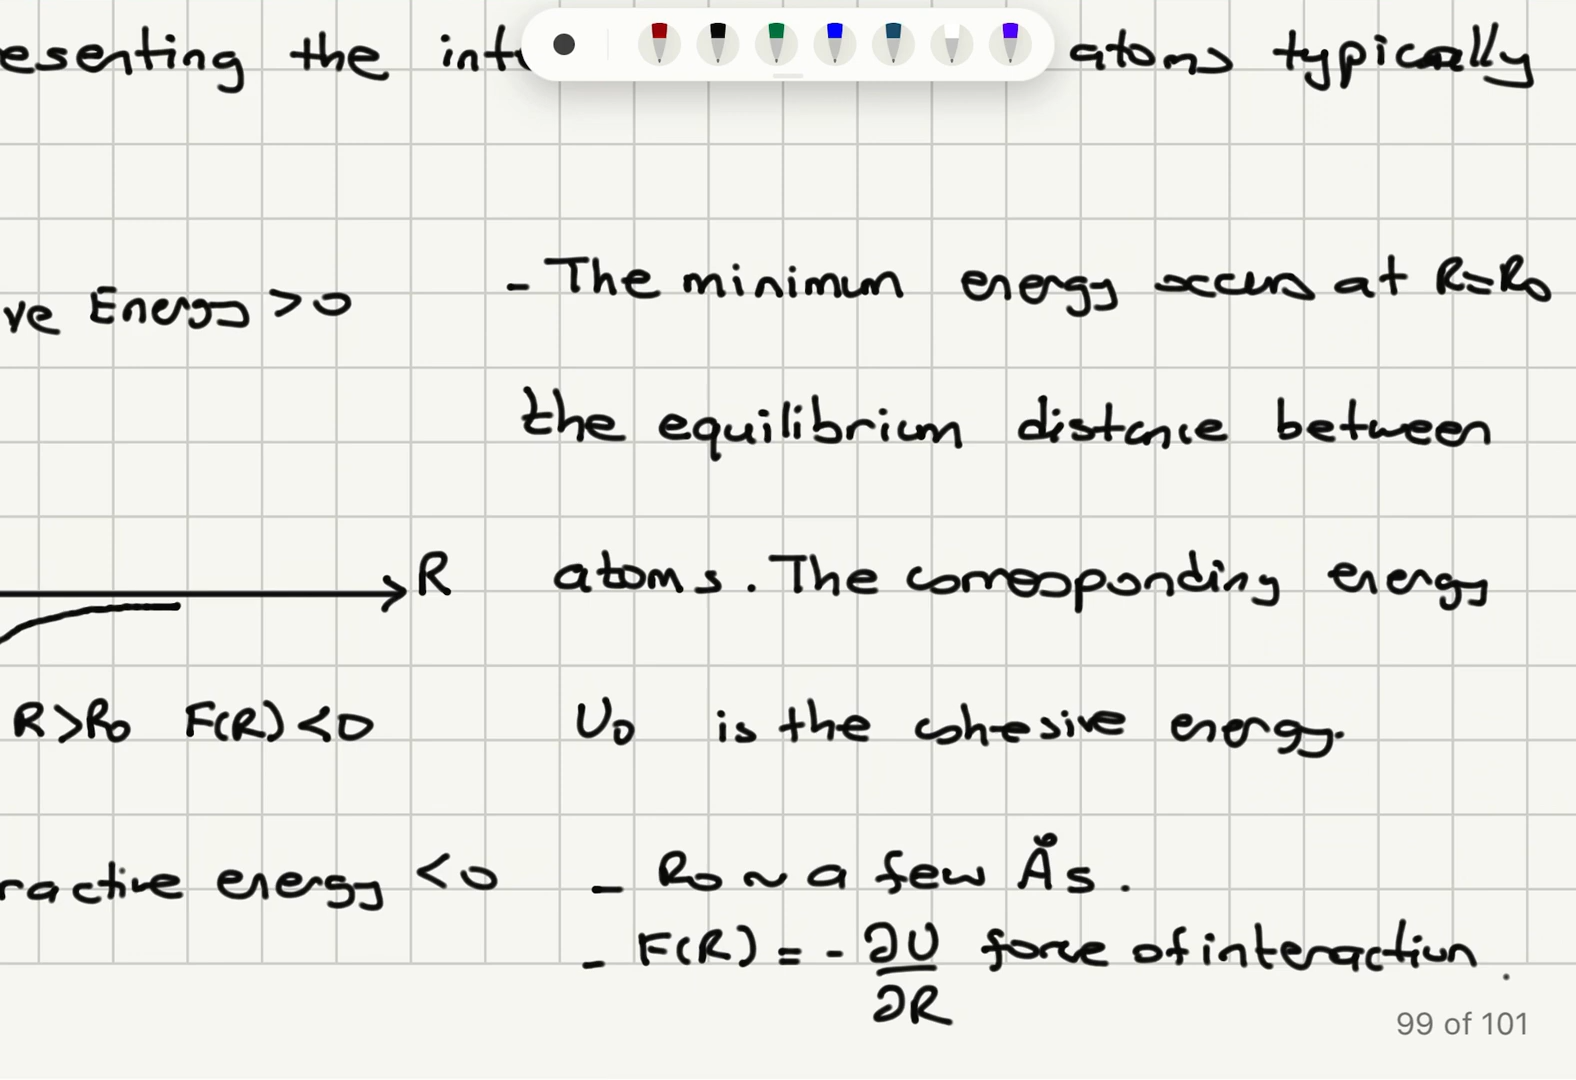 esenting the int atoms typically
ve Energy >0
- The minimum energy occurs at R=R₀
the equilibrium distance between
R
atoms. The corresponding energy
R>R₀ F(R)<0
U₀ is the cohesive energy.
ractive energy <0
- R₀ ~ a few Ås.
- F(R) = - ∂U/∂R force of interaction.
99 of 101